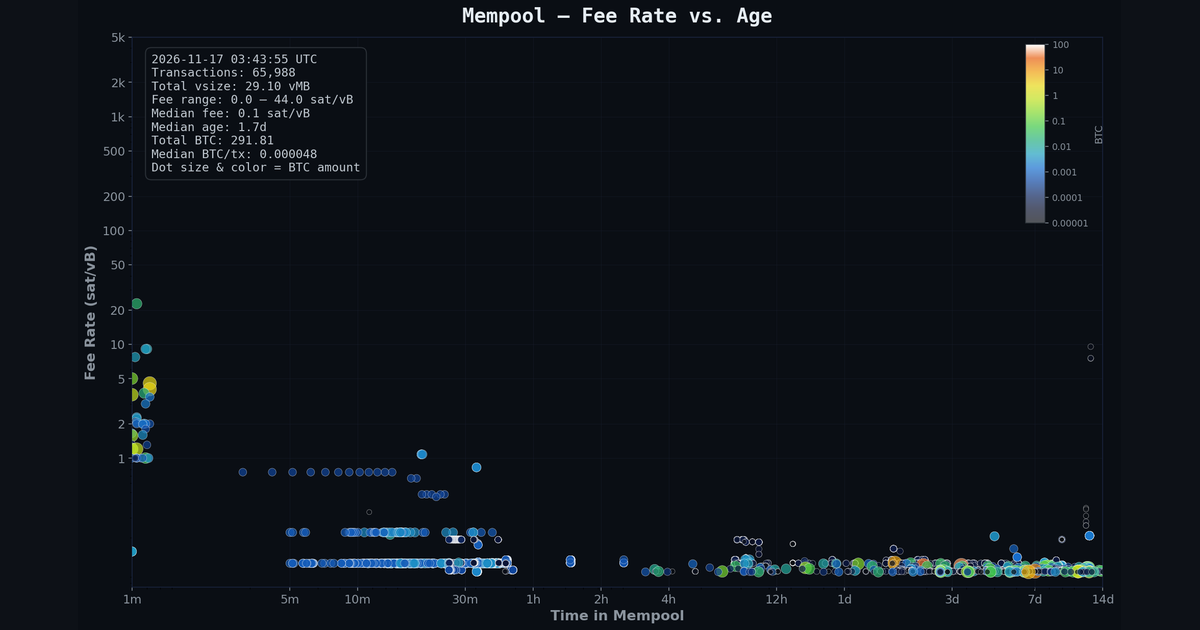 Mempool — Fee Rate vs. Age
2026-11-17 03:43:55 UTC
Transactions: 65,988
Total vsize: 29.10 vMB
Fee range: 0.0 — 44.0 sat/vB
Median fee: 0.1 sat/vB
Median age: 1.7d
Total BTC: 291.81
Median BTC/tx: 0.000048
Dot size & color = BTC amount
100
10
1
0.1
0.01
0.001
0.0001
0.00001
BTC
Fee Rate (sat/vB)
5k
2k
1k
500
200
100
50
20
10
5
2
1
1m
5m
10m
30m
1h
2h
4h
12h
1d
3d
7d
14d
Time in Mempool